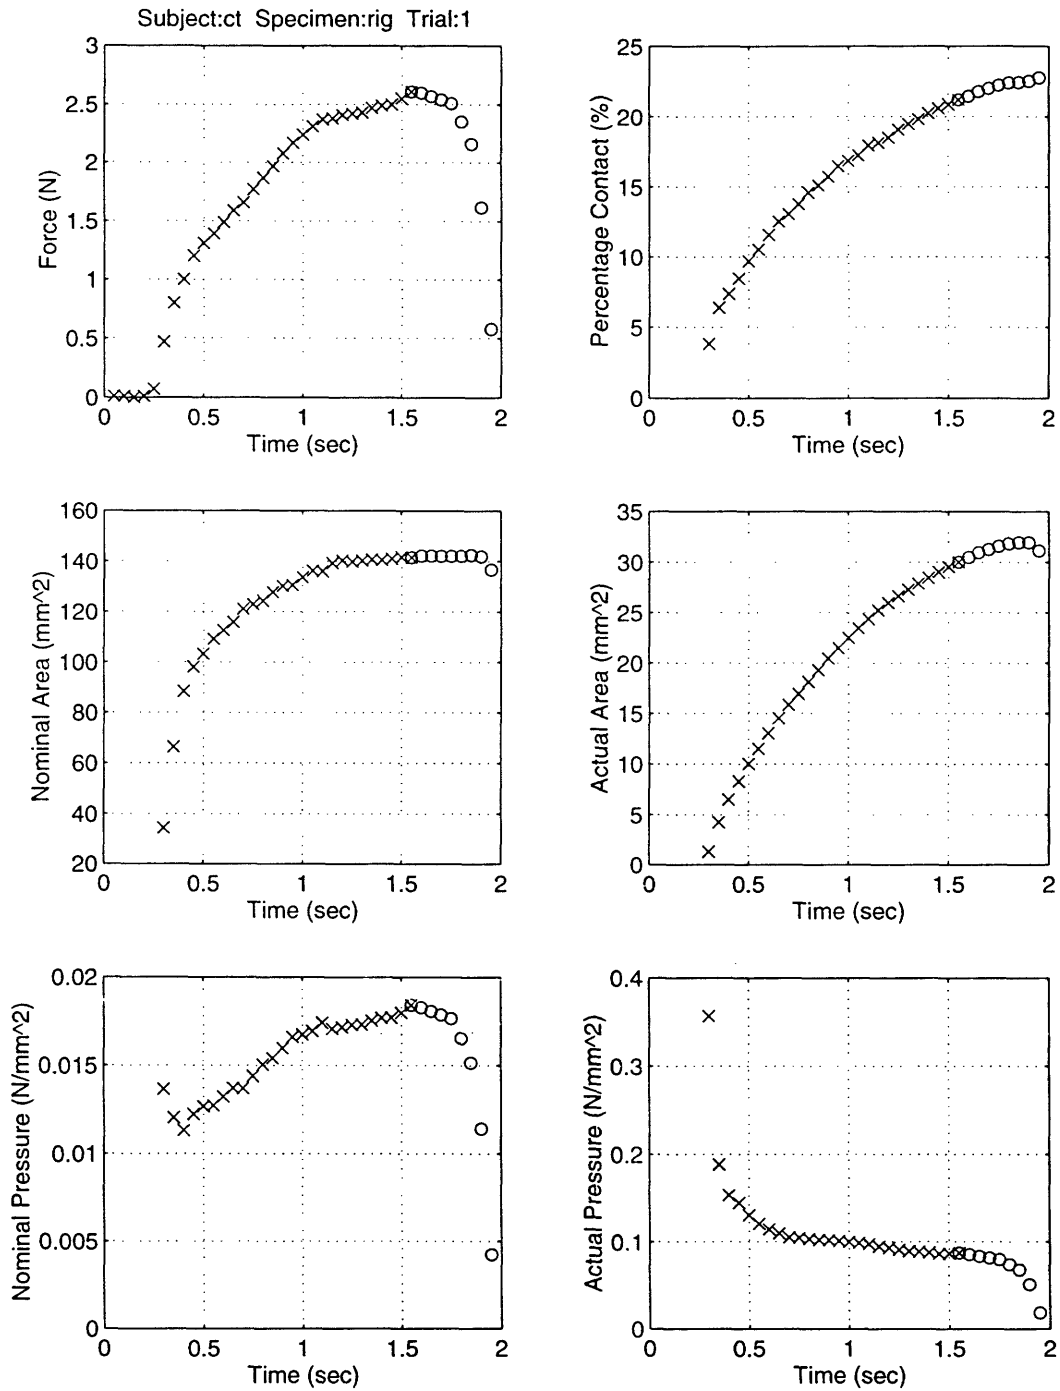 Subject:ct Specimen:rig Trial:1
3
2.5
2
1.5
1
0.5
0
Force (N)
0 0.5 1 1.5 2
Time (sec)
25
20
15
10
5
0
Percentage Contact (%)
0 0.5 1 1.5 2
Time (sec)
160
140
120
100
80
60
40
20
Nominal Area (mm^2)
0 0.5 1 1.5 2
Time (sec)
35
30
25
20
15
10
5
0
Actual Area (mm^2)
0 0.5 1 1.5 2
Time (sec)
0.02
0.015
0.01
0.005
0
Nominal Pressure (N/mm^2)
0 0.5 1 1.5 2
Time (sec)
0.4
0.3
0.2
0.1
0
Actual Pressure (N/mm^2)
0 0.5 1 1.5 2
Time (sec)